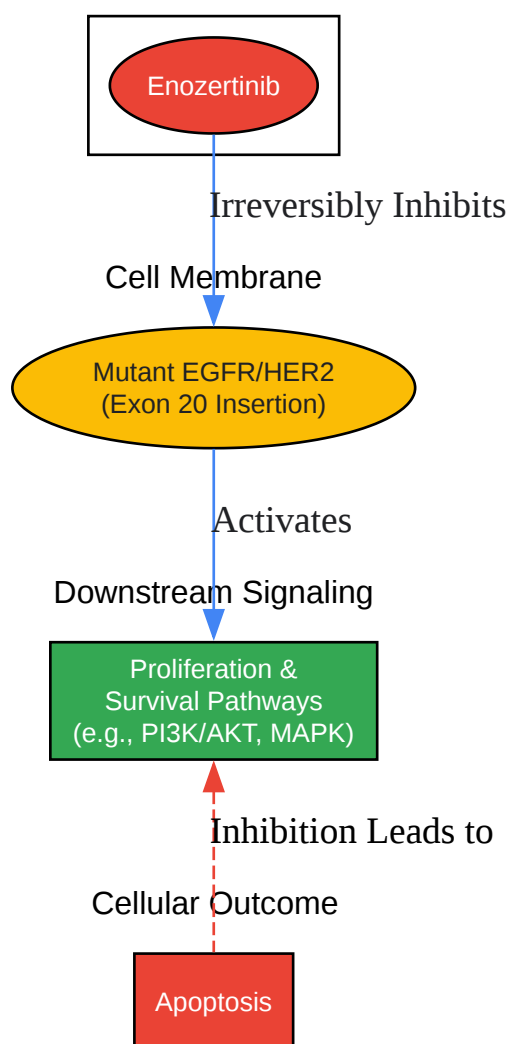 Enozertinib
Irreversibly Inhibits
Cell Membrane
Mutant EGFR/HER2
(Exon 20 Insertion)
Activates
Downstream Signaling
Proliferation &
Survival Pathways
(e.g., PI3K/AKT, MAPK)
Inhibition Leads to
Cellular Outcome
Apoptosis